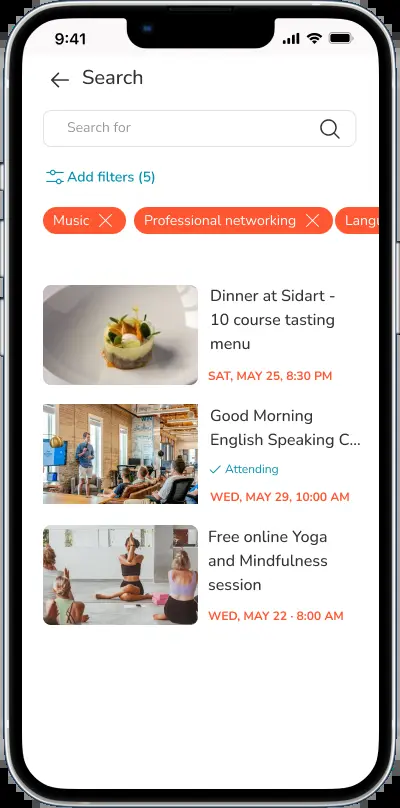 9:41
Search
Search for
Add filters (5)
Music
Professional networking
Langu
Dinner at Sidart -
10 course tasting
menu
SAT, MAY 25, 8:30 PM
Good Morning
English Speaking C...
Attending
WED, MAY 29, 10:00 AM
Free online Yoga
and Mindfulness
session
WED, MAY 22 · 8:00 AM